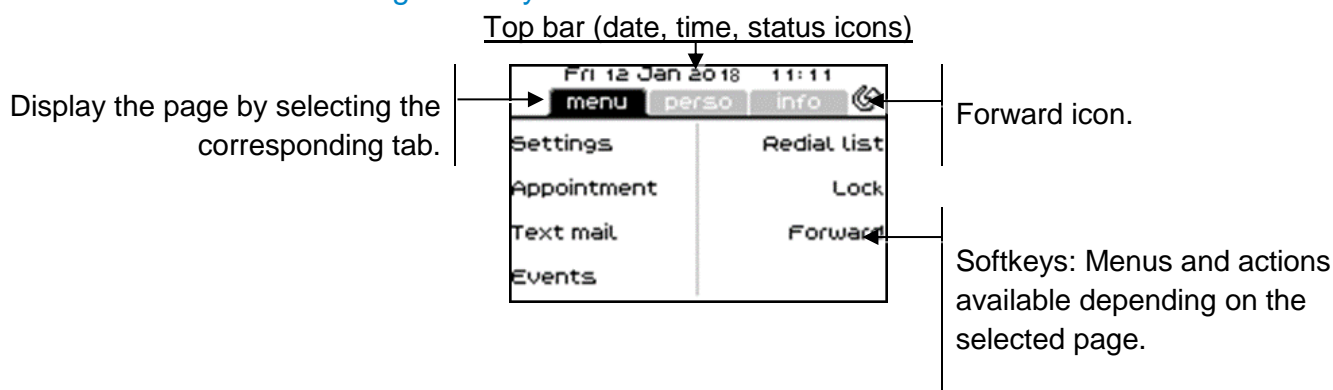 Top bar (date, time, status icons)
Fri 12 Jan 2018 11:11
menu perso info
Display the page by selecting the
corresponding tab.
Forward icon.
Settings Redial list
Appointment Lock
Text mail Forward
Events
Softkeys: Menus and actions
available depending on the
selected page.